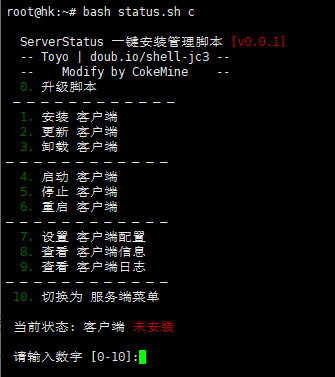 root@hk:~# bash status.sh c
ServerStatus 一键安装管理脚本 [v0.0.1]
-- Toyo | doub.io/shell-jc3 --
--    Modify by CokeMine    --
0. 升级脚本
————————————
1. 安装 客户端
2. 更新 客户端
3. 卸载 客户端
————————————
4. 启动 客户端
5. 停止 客户端
6. 重启 客户端
————————————
7. 设置 客户端配置
8. 查看 客户端信息
9. 查看 客户端日志
————————————
10. 切换为 服务端菜单
当前状态: 客户端 未安装
请输入数字 [0-10]: